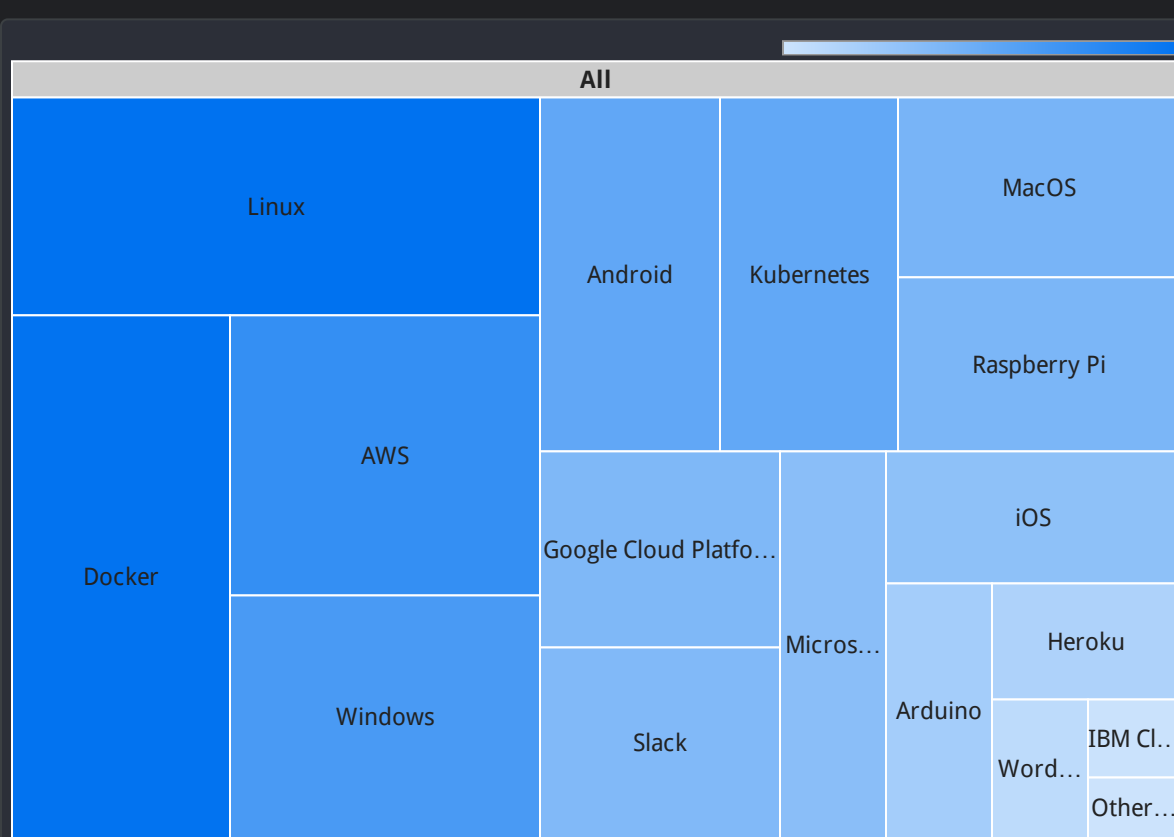 All
Linux
Android
Kubernetes
MacOS
Raspberry Pi
AWS
Docker
Windows
Google Cloud Platfo...
Slack
Micros...
iOS
Arduino
Heroku
Word...
IBM Cl...
Other...